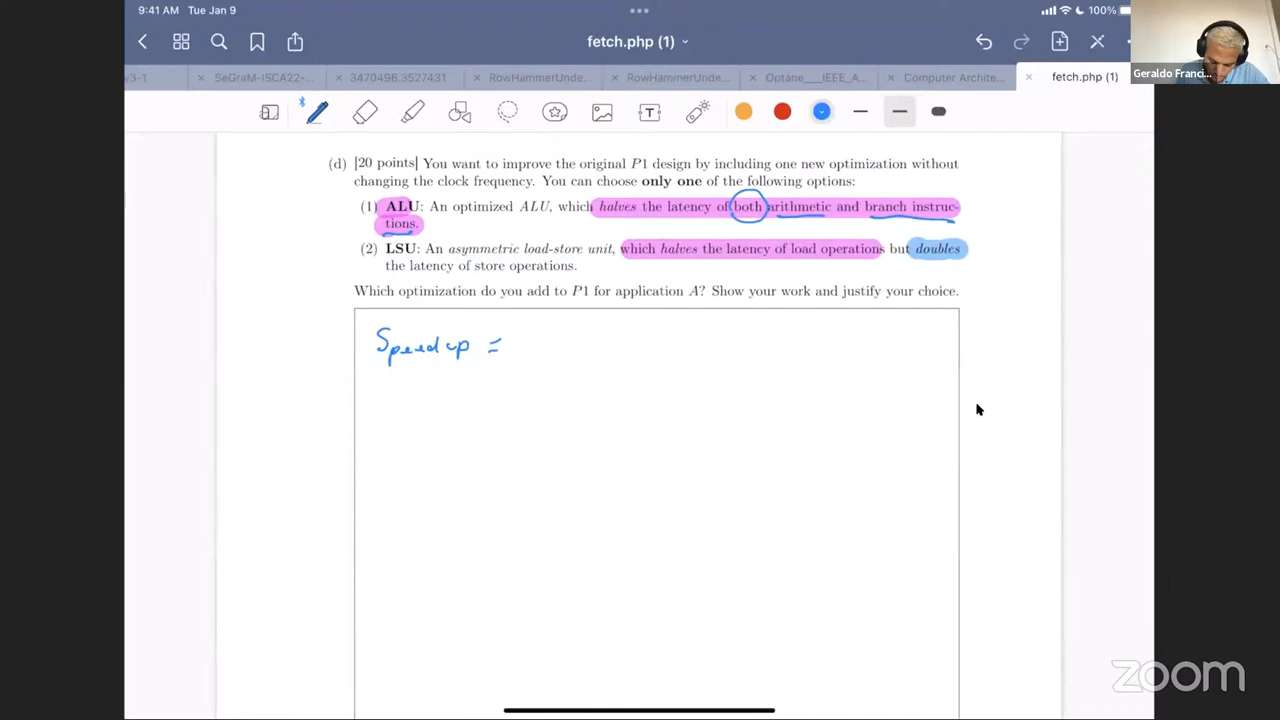 9:41 AM Tue Jan 9
100%
fetch.php (1)
Geraldo Franci...
w3-1
SeGraM-ISCA22-...
3470496.3527431
RowHammerUnde...
RowHammerUnde...
Optane___IEEE_A...
Computer Archite...
fetch.php (1)
(d) [20 points] You want to improve the original P1 design by including one new optimization without
changing the clock frequency. You can choose only one of the following options:
(1) ALU: An optimized ALU, which halves the latency of both arithmetic and branch instruc-
tions.
(2) LSU: An asymmetric load-store unit, which halves the latency of load operations but doubles
the latency of store operations.
Which optimization do you add to P1 for application A? Show your work and justify your choice.
Speedup =
zoom